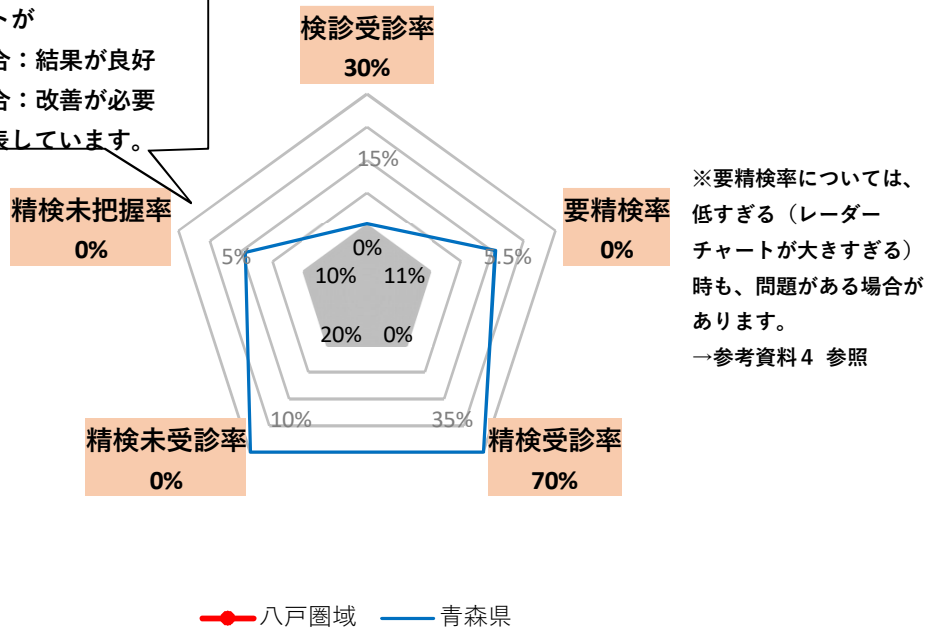 トが
合：結果が良好
合：改善が必要
表しています。
検診受診率
30%
15%
精検未把握率
0%
要精検率
0%
※要精検率については、
低すぎる（レーダー
チャートが大きすぎる）
時も、問題がある場合が
あります。
→参考資料４ 参照
0%
5%
5.5%
10%
11%
20%
0%
10%
35%
精検未受診率
0%
精検受診率
70%
八戸圏域
青森県